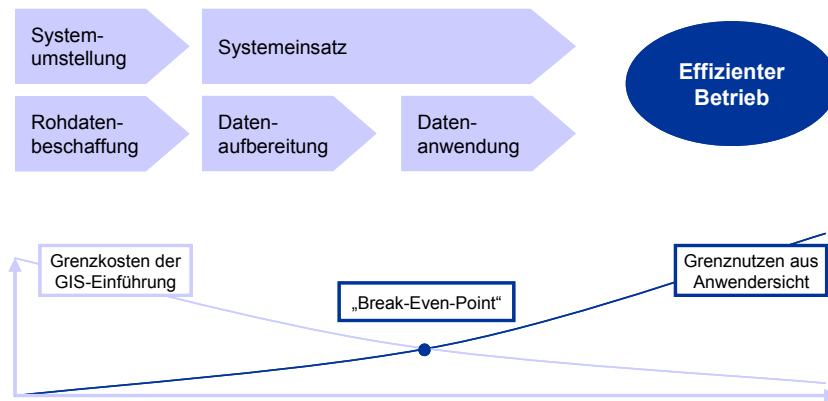 System-
umstellung
Systemeinsatz
Effizienter
Betrieb
Rohdaten-
beschaffung
Daten-
aufbereitung
Daten-
anwendung
Grenzkosten der
GIS-Einführung
„Break-Even-Point“
Grenznutzen aus
Anwendersicht